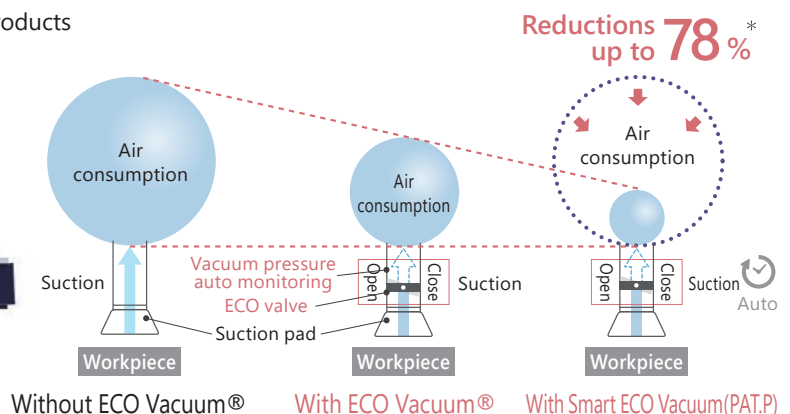 roducts
Reductions
up to 78 %*
Air
consumption
Air
consumption
Air
consumption
Suction
Vacuum pressure
auto monitoring
ECO valve
Suction pad
Open
Close
Suction
Open
Close
Suction
Auto
Workpiece
Workpiece
Workpiece
Without ECO Vacuum®
With ECO Vacuum®
With Smart ECO Vacuum(PAT.P)